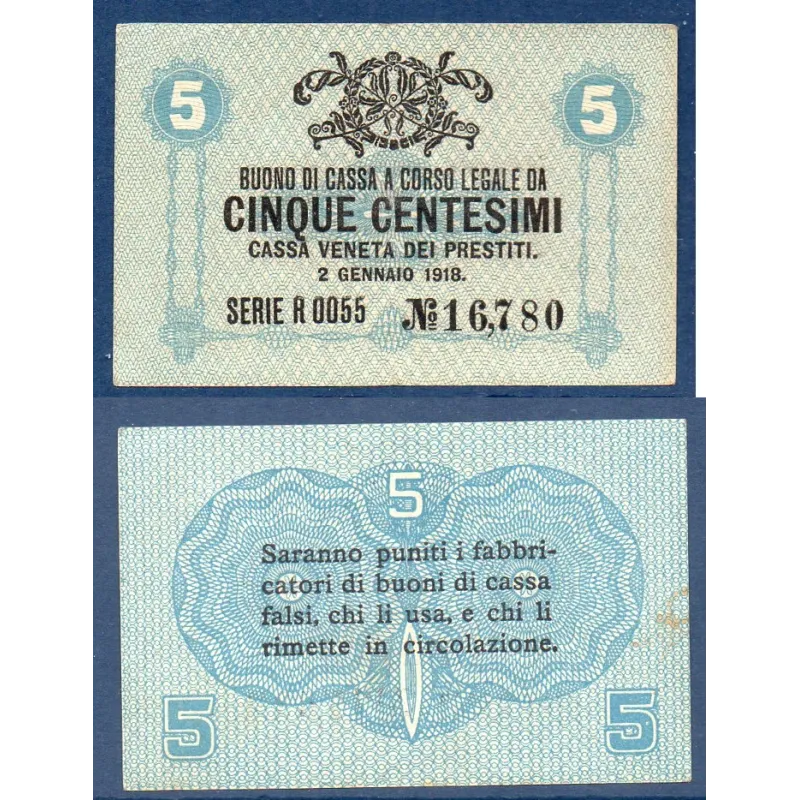 5 5
BUONO DI CASSA A CORSO LEGALE DA
CINQUE CENTESIMI
CASSA VENETA DEI PRESTITI.
2 GENNAIO 1918.
SERIE R 0055 No 16,780
5
Saranno puniti i fabbri-
catori di buoni di cassa
falsi, chi li usa, e chi li
rimette in circolazione.
5 5